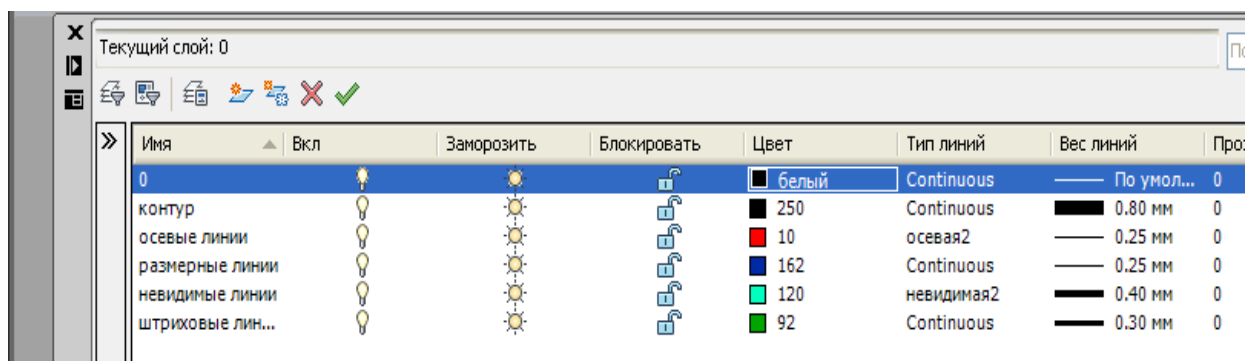 Текущий слой: 0
По
Имя Вкл Заморозить Блокировать Цвет Тип линий Вес линий Про
0 белый Continuous По умол... 0
контур 250 Continuous 0.80 мм 0
осевые линии 10 осевая2 0.25 мм 0
размерные линии 162 Continuous 0.25 мм 0
невидимые линии 120 невидимая2 0.40 мм 0
штриховые лин... 92 Continuous 0.30 мм 0